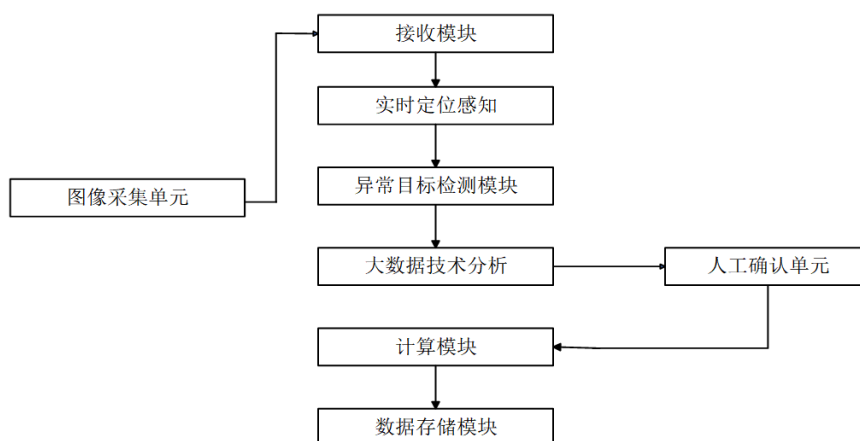 接收模块
实时定位感知
异常目标检测模块
图像采集单元
大数据技术分析
人工确认单元
计算模块
数据存储模块